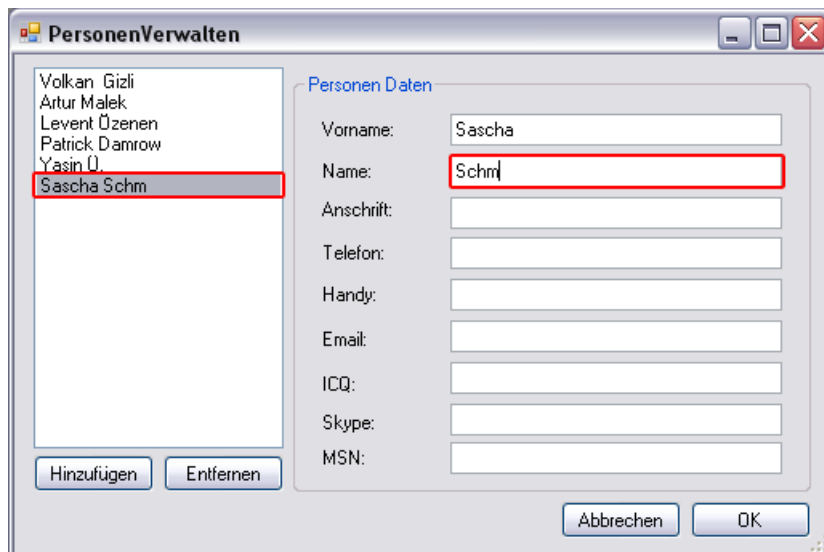 PersonenVerwalten
Volkan Gizli
Artur Malek
Levent Özenen
Patrick Damrow
Yasin Ü.
Sascha Schm
Hinzufügen
Entfernen
Personen Daten
Vorname: Sascha
Name: Schm
Anschrift:
Telefon:
Handy:
Email:
ICQ:
Skype:
MSN:
Abbrechen
OK